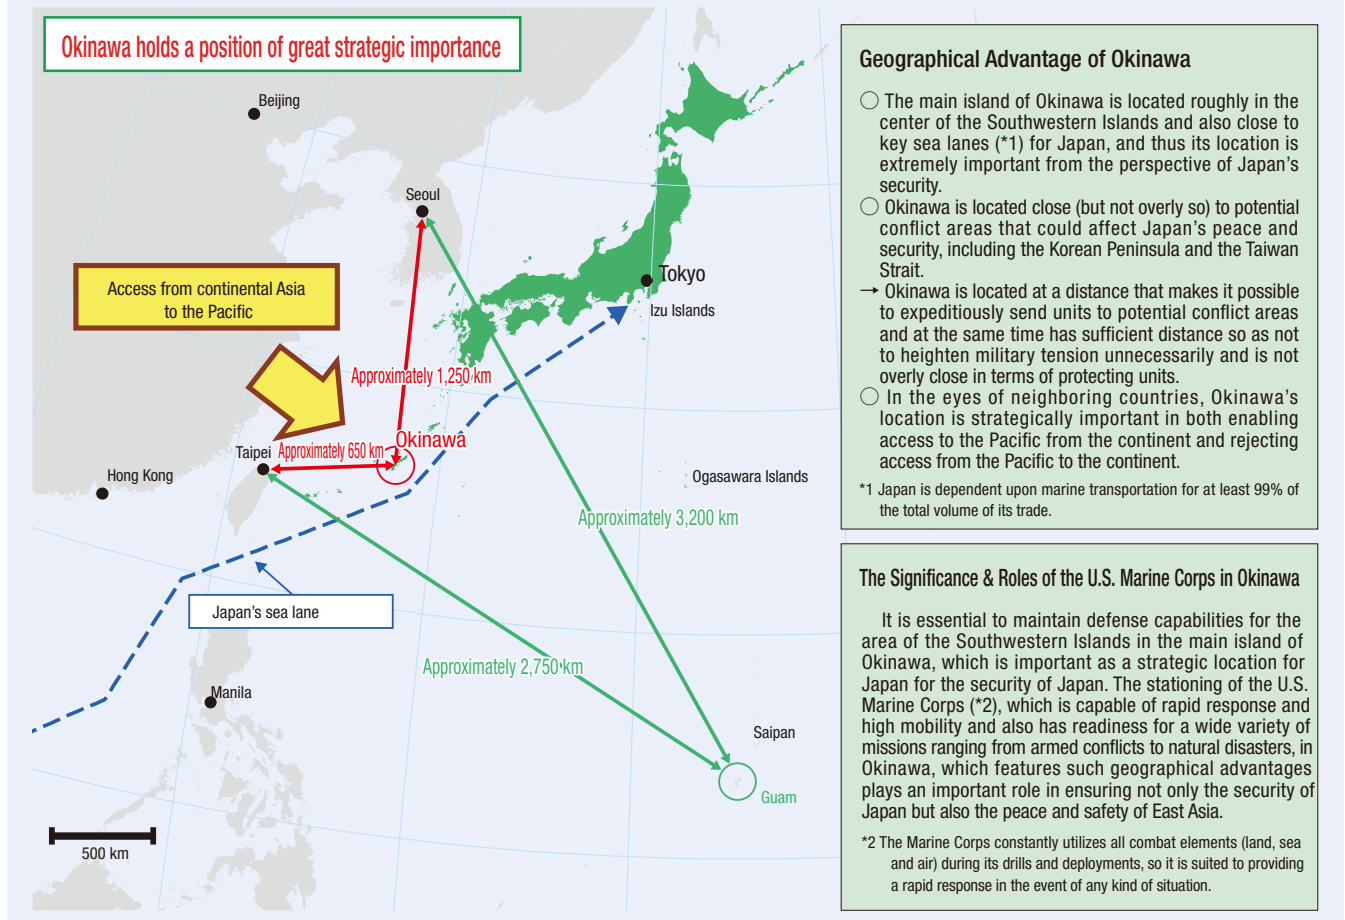 Okinawa holds a position of great strategic importance
Beijing
Seoul
Tokyo
Izu Islands
Access from continental Asia
to the Pacific
Approximately 1,250 km
Okinawa
Taipei
Approximately 650 km
Hong Kong
Ogasawara Islands
Approximately 3,200 km
Japan's sea lane
Approximately 2,750 km
Manila
Saipan
Guam
500 km
Geographical Advantage of Okinawa
○ The main island of Okinawa is located roughly in the
center of the Southwestern Islands and also close to
key sea lanes (*1) for Japan, and thus its location is
extremely important from the perspective of Japan's
security.
○ Okinawa is located close (but not overly so) to potential
conflict areas that could affect Japan's peace and
security, including the Korean Peninsula and the Taiwan
Strait.
→ Okinawa is located at a distance that makes it possible
to expeditiously send units to potential conflict areas
and at the same time has sufficient distance so as not
to heighten military tension unnecessarily and is not
overly close in terms of protecting units.
○ In the eyes of neighboring countries, Okinawa's
location is strategically important in both enabling
access to the Pacific from the continent and rejecting
access from the Pacific to the continent.
*1 Japan is dependent upon marine transportation for at least 99% of
the total volume of its trade.
The Significance & Roles of the U.S. Marine Corps in Okinawa
It is essential to maintain defense capabilities for the
area of the Southwestern Islands in the main island of
Okinawa, which is important as a strategic location for
Japan for the security of Japan. The stationing of the U.S.
Marine Corps (*2), which is capable of rapid response and
high mobility and also has readiness for a wide variety of
missions ranging from armed conflicts to natural disasters, in
Okinawa, which features such geographical advantages
plays an important role in ensuring not only the security of
Japan but also the peace and safety of East Asia.
*2 The Marine Corps constantly utilizes all combat elements (land, sea
and air) during its drills and deployments, so it is suited to providing
a rapid response in the event of any kind of situation.